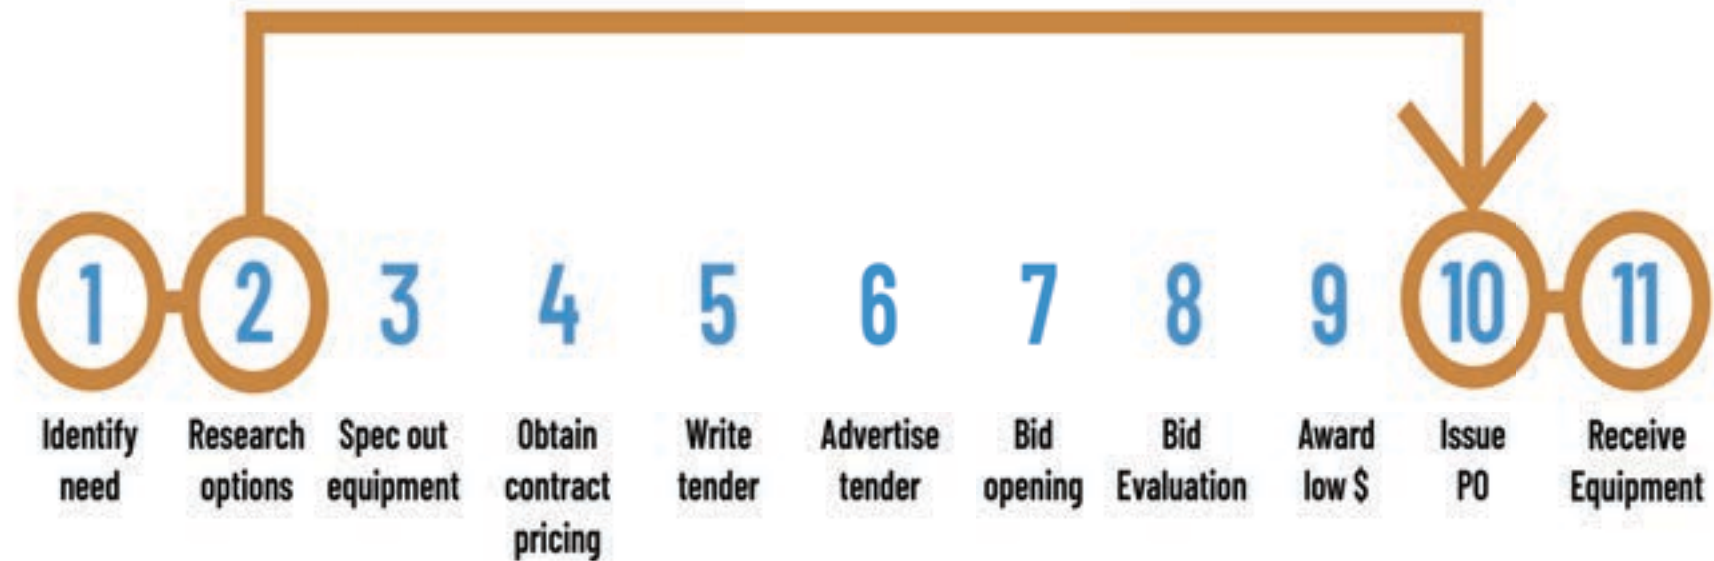 1 2 3 4 5 6 7 8 9 10 11
Identify need
Research options
Spec out equipment
Obtain contract pricing
Write tender
Advertise tender
Bid opening
Bid Evaluation
Award low $
Issue PO
Receive Equipment